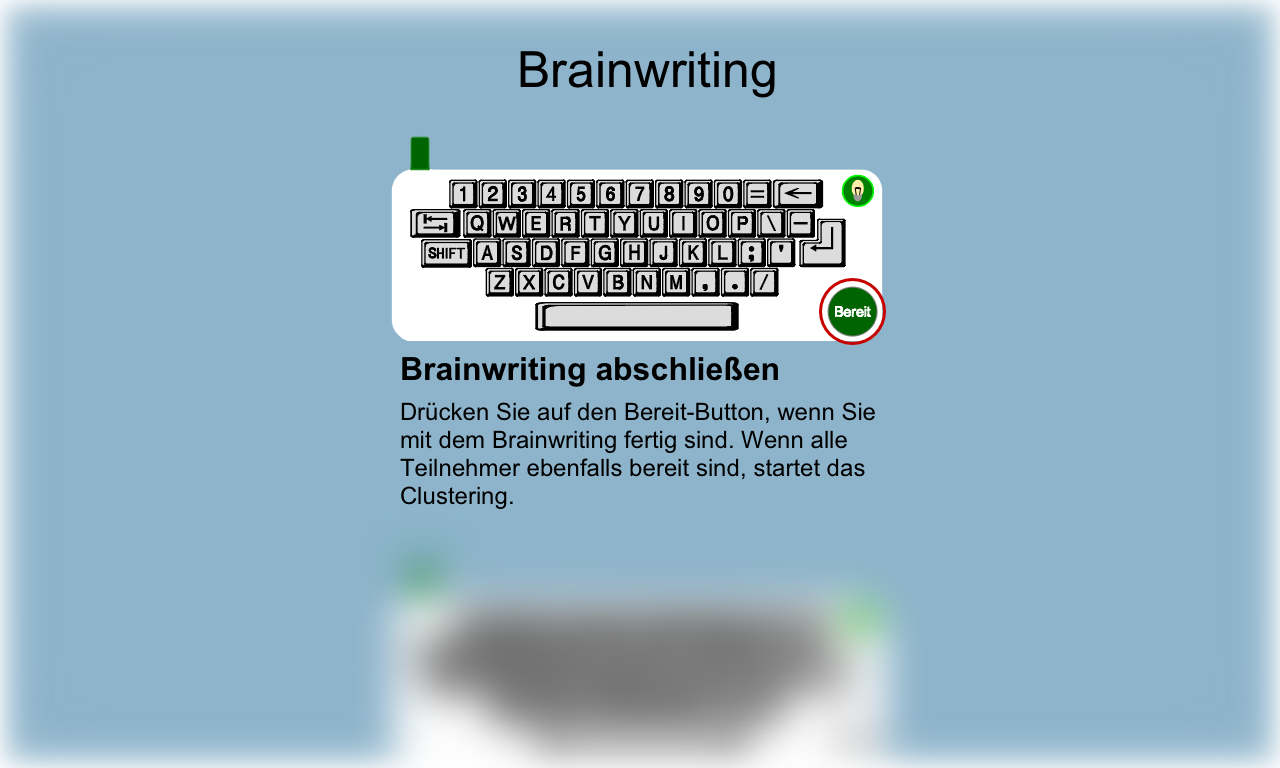 Brainwriting
1 2 3 4 5 6 7 8 9 0 =
Q W E R T Y U I O P \ –
SHIFT A S D F G H J K L ; '
Z X C V B N M , . /
Bereit
Brainwriting abschließen
Drücken Sie auf den Bereit-Button, wenn Sie
mit dem Brainwriting fertig sind. Wenn alle
Teilnehmer ebenfalls bereit sind, startet das
Clustering.